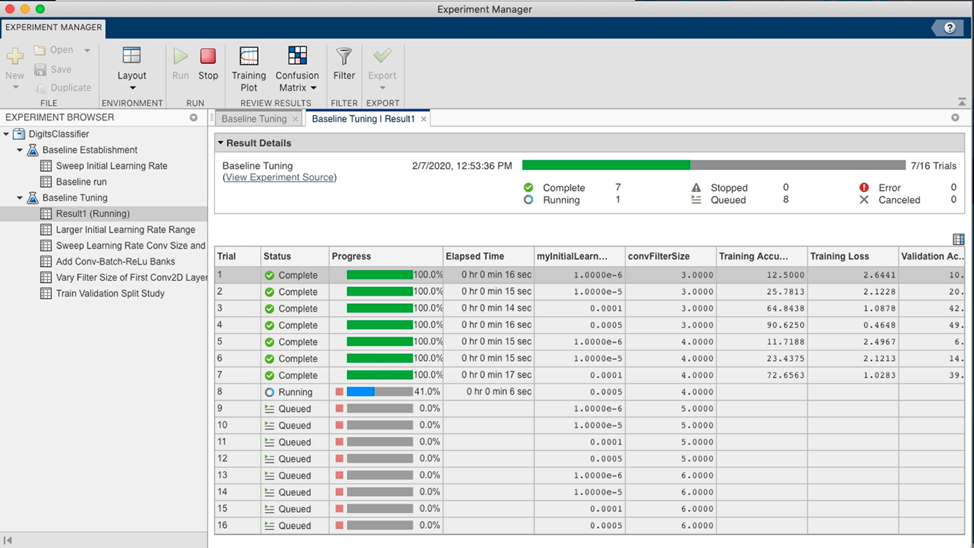 Experiment Manager
EXPERIMENT MANAGER
New
Open
Save
Duplicate
Layout
Run
Stop
Training Plot
Confusion Matrix
Filter
Export
FILE
ENVIRONMENT
RUN
REVIEW RESULTS
FILTER
EXPORT
EXPERIMENT BROWSER
DigitsClassifier
Baseline Establishment
Sweep Initial Learning Rate
Baseline run
Baseline Tuning
Result1 (Running)
Larger Initial Learning Rate Range
Sweep Learning Rate Conv Size and
Add Conv-Batch-ReLu Banks
Vary Filter Size of First Conv2D Layer
Train Validation Split Study
Baseline Tuning
Baseline Tuning | Result1
Result Details
Baseline Tuning 2/7/2020, 12:53:36 PM 7/16 Trials
(View Experiment Source)
Complete 7 Stopped 0 Error 0
Running 1 Queued 8 Canceled 0
Trial Status Progress Elapsed Time myInitialLearn... convFilterSize Training Accu... Training Loss Validation Ac...
1 Complete 100.0% 0 hr 0 min 16 sec 1.0000e-6 3.0000 12.5000 2.6441 10.
2 Complete 100.0% 0 hr 0 min 15 sec 1.0000e-5 3.0000 25.7813 2.1228 20.
3 Complete 100.0% 0 hr 0 min 14 sec 0.0001 3.0000 64.8438 1.0878 42.
4 Complete 100.0% 0 hr 0 min 16 sec 0.0005 3.0000 90.6250 0.4648 49.
5 Complete 100.0% 0 hr 0 min 15 sec 1.0000e-6 4.0000 11.7188 2.4967 6.
6 Complete 100.0% 0 hr 0 min 15 sec 1.0000e-5 4.0000 23.4375 2.1213 14.
7 Complete 100.0% 0 hr 0 min 17 sec 0.0001 4.0000 72.6563 1.0283 39.
8 Running 41.0% 0 hr 0 min 6 sec 0.0005 4.0000
9 Queued 0.0% 1.0000e-6 5.0000
10 Queued 0.0% 1.0000e-5 5.0000
11 Queued 0.0% 0.0001 5.0000
12 Queued 0.0% 0.0005 5.0000
13 Queued 0.0% 1.0000e-6 6.0000
14 Queued 0.0% 1.0000e-5 6.0000
15 Queued 0.0% 0.0001 6.0000
16 Queued 0.0% 0.0005 6.0000